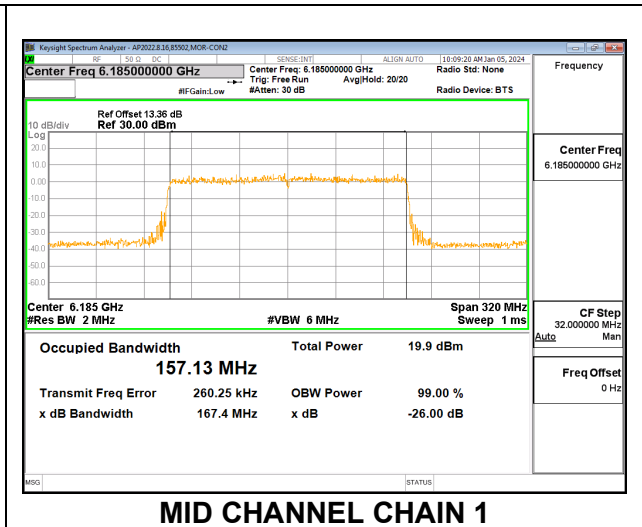 Keysight Spectrum Analyzer - AP2022.8.16,85502,MOR-CON2
LXI RF 50 Ω DC SENSE:INT ALIGN AUTO 10:09:20 AM Jan 05, 2024
Center Freq 6.185000000 GHz Center Freq: 6.185000000 GHz Radio Std: None Frequency
Trig: Free Run Avg|Hold: 20/20
#IFGain:Low #Atten: 30 dB Radio Device: BTS
Ref Offset 13.36 dB
10 dB/div Ref 30.00 dBm
Log
20.0
10.0
0.00
-10.0
-20.0
-30.0
-40.0
-50.0
-60.0
Center Freq
6.185000000 GHz
Center 6.185 GHz Span 320 MHz
#Res BW 2 MHz #VBW 6 MHz Sweep 1 ms
CF Step
32.000000 MHz
Auto Man
Occupied Bandwidth Total Power 19.9 dBm
157.13 MHz
Freq Offset
0 Hz
Transmit Freq Error 260.25 kHz OBW Power 99.00 %
x dB Bandwidth 167.4 MHz x dB -26.00 dB
MSG STATUS
MID CHANNEL CHAIN 1